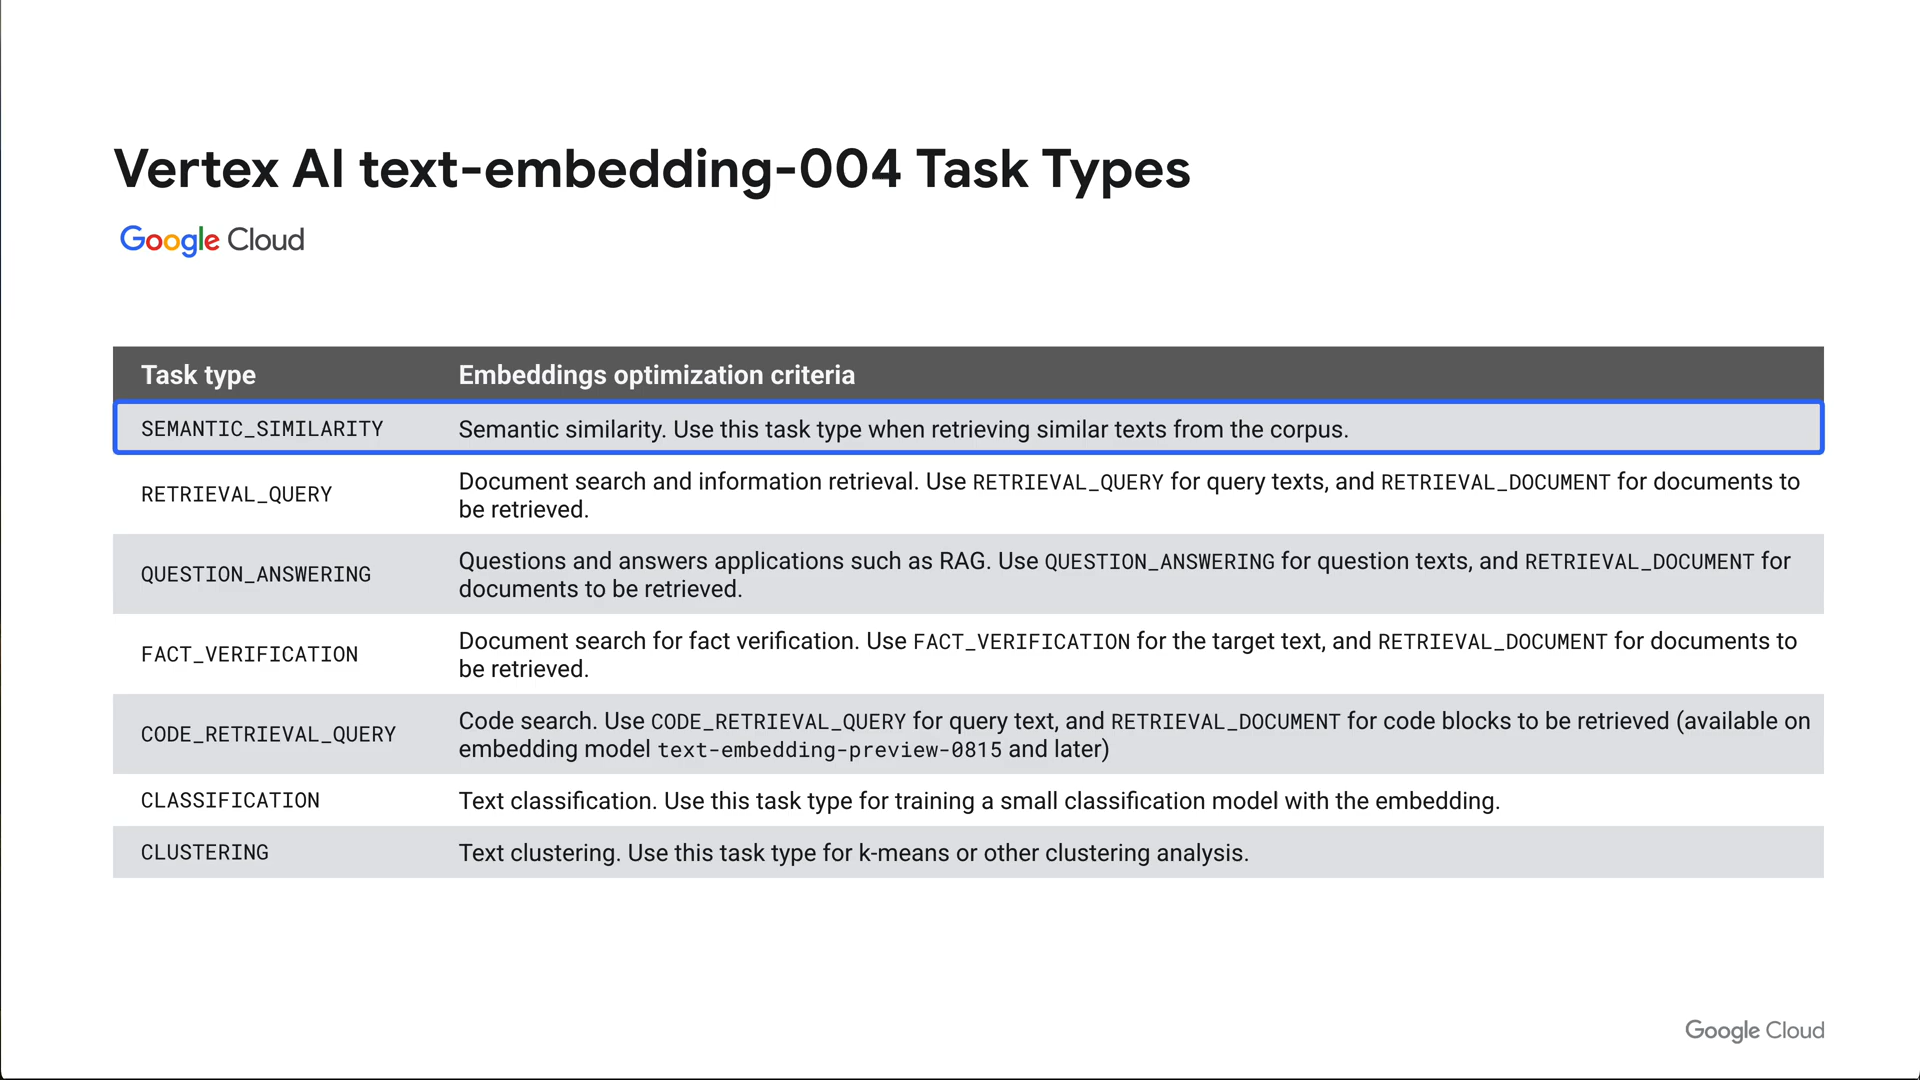 Vertex AI text-embedding-004 Task Types
Google Cloud
Task type
Embeddings optimization criteria
SEMANTIC_SIMILARITY
Semantic similarity. Use this task type when retrieving similar texts from the corpus.
RETRIEVAL_QUERY
Document search and information retrieval. Use RETRIEVAL_QUERY for query texts, and RETRIEVAL_DOCUMENT for documents to
be retrieved.
QUESTION_ANSWERING
Questions and answers applications such as RAG. Use QUESTION_ANSWERING for question texts, and RETRIEVAL_DOCUMENT for
documents to be retrieved.
FACT_VERIFICATION
Document search for fact verification. Use FACT_VERIFICATION for the target text, and RETRIEVAL_DOCUMENT for documents to
be retrieved.
CODE_RETRIEVAL_QUERY
Code search. Use CODE_RETRIEVAL_QUERY for query text, and RETRIEVAL_DOCUMENT for code blocks to be retrieved (available on
embedding model text-embedding-preview-0815 and later)
CLASSIFICATION
Text classification. Use this task type for training a small classification model with the embedding.
CLUSTERING
Text clustering. Use this task type for k-means or other clustering analysis.
Google Cloud